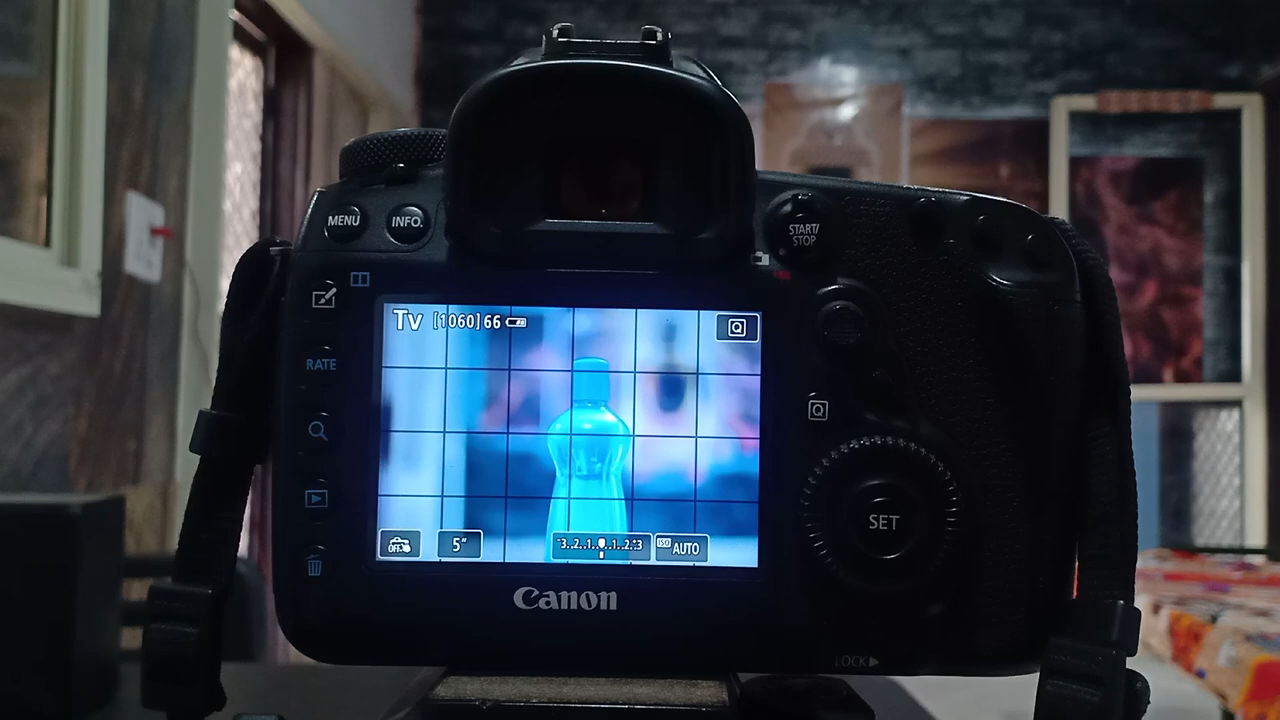 MENU
INFO.
START/
STOP
RATE
Tv [1060] 66
Q
OFF
5"
-3..2..1..0..1..2..:3
ISO AUTO
Q
SET
Canon
LOCK▶